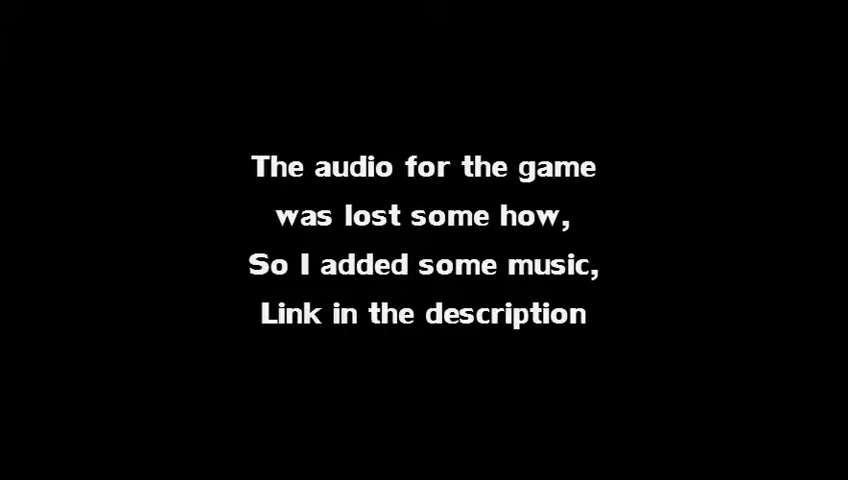 The audio for the game
was lost some how,
So I added some music,
Link in the description